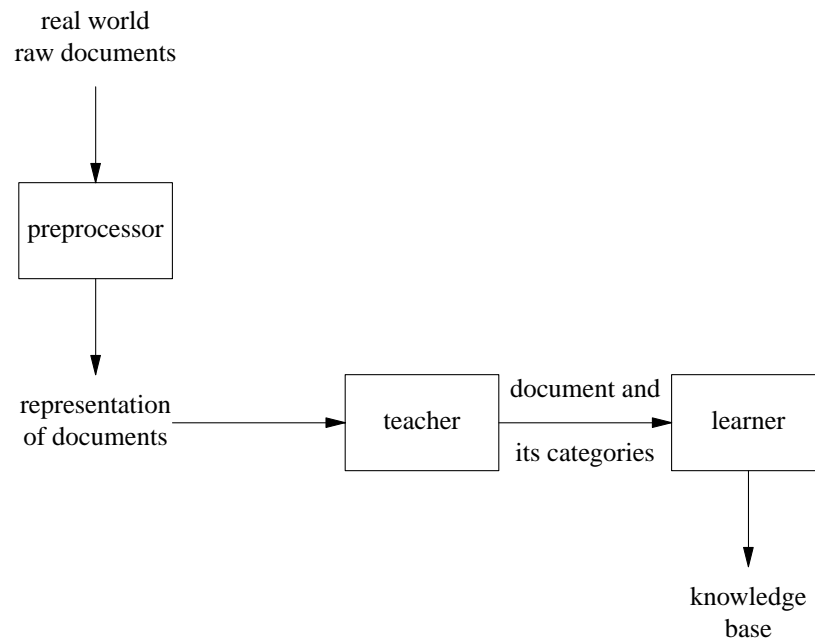 real world
raw documents
preprocessor
representation
of documents
teacher
document and
its categories
learner
knowledge
base